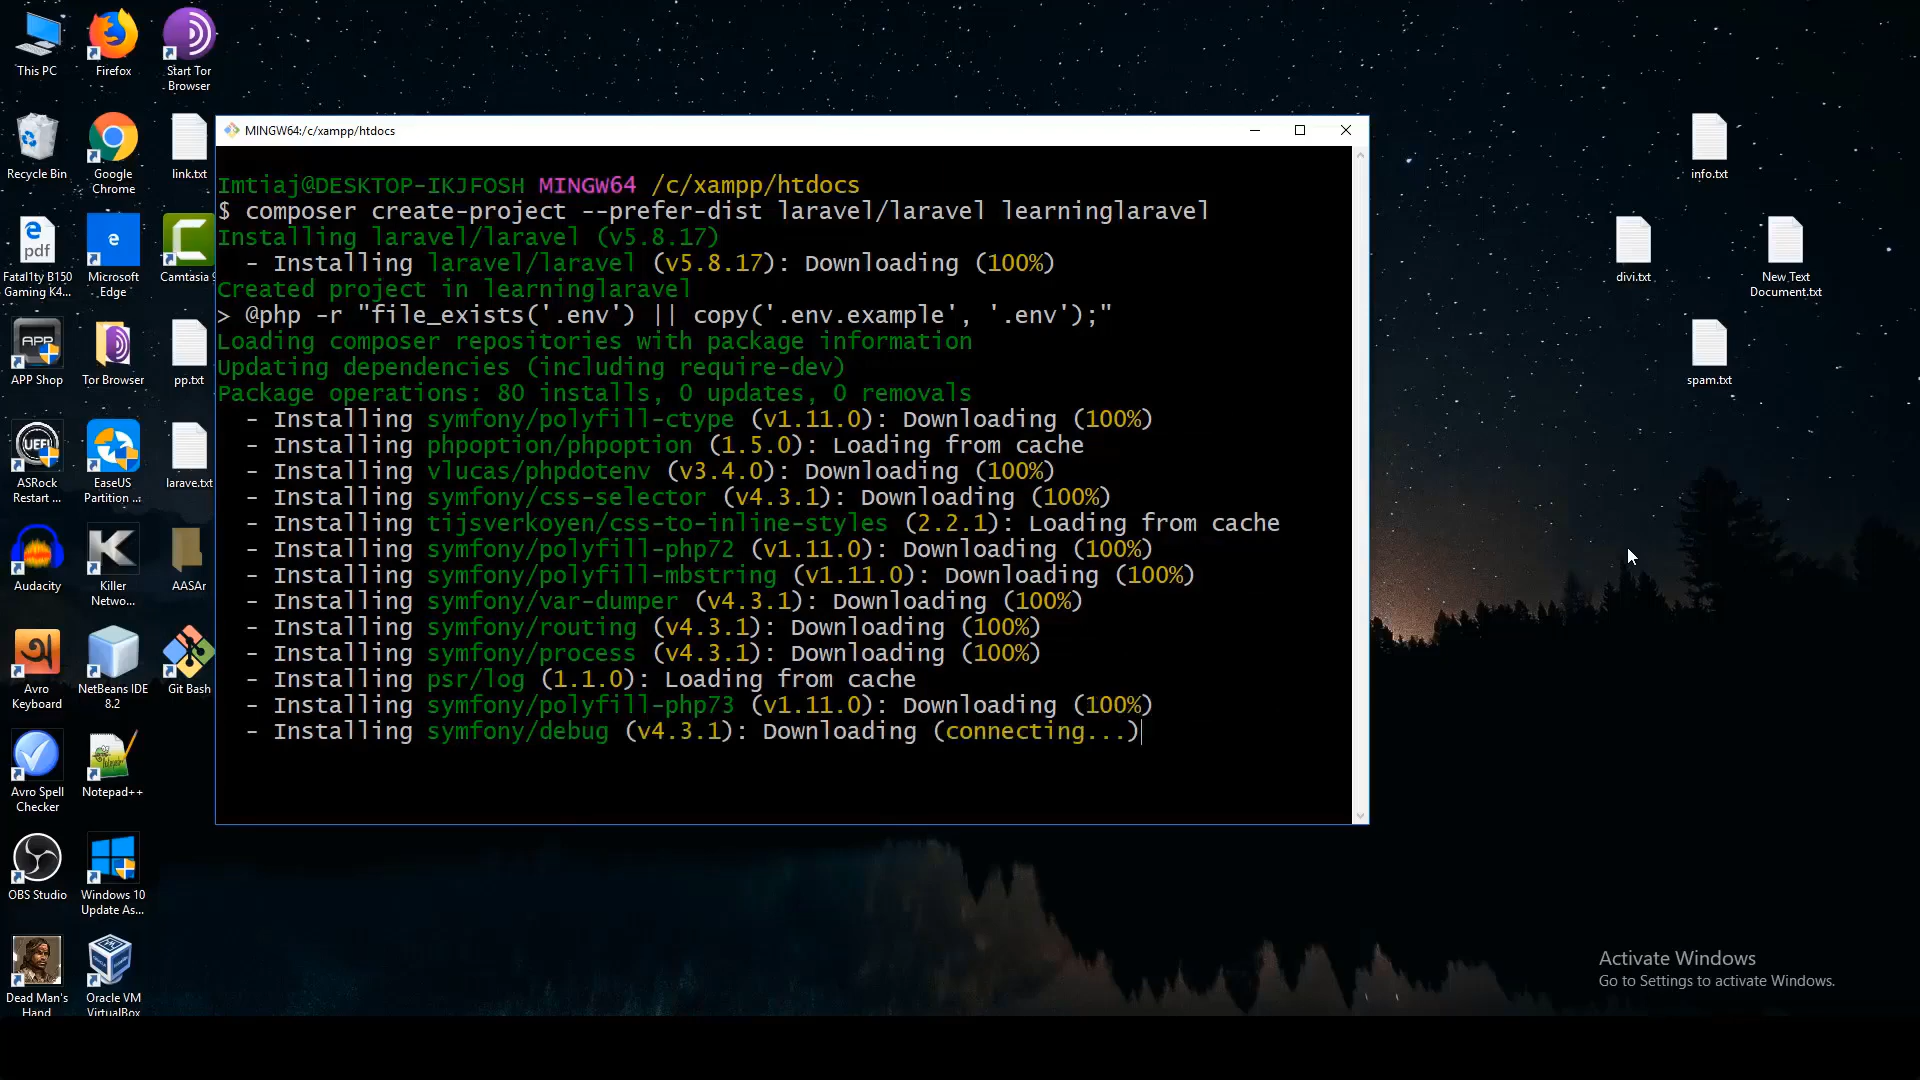 This PC
Firefox
Start Tor
Browser
Recycle Bin
Google
Chrome
link.txt
pdf
Fatal1ty B150
Gaming K4...
Microsoft
Edge
Camtasia 9
APP
APP Shop
Tor Browser
pp.txt
UEFI
ASRock
Restart ...
EaseUS
Partition ...
larave.txt
Audacity
Killer
Netwo...
AASAr
অ
Avro
Keyboard
NetBeans IDE
8.2
Git Bash
Avro Spell
Checker
Notepad++
OBS Studio
Windows 10
Update As...
Dead Man's
Hand
Oracle VM
VirtualBox
MINGW64:/c/xampp/htdocs
Imtiaj@DESKTOP-IKJFOSH MINGW64 /c/xampp/htdocs
$ composer create-project --prefer-dist laravel/laravel learninglaravel
Installing laravel/laravel (v5.8.17)
- Installing laravel/laravel (v5.8.17): Downloading (100%)
Created project in learninglaravel
> @php -r "file_exists('.env') || copy('.env.example', '.env');"
Loading composer repositories with package information
Updating dependencies (including require-dev)
Package operations: 80 installs, 0 updates, 0 removals
- Installing symfony/polyfill-ctype (v1.11.0): Downloading (100%)
- Installing phpoption/phpoption (1.5.0): Loading from cache
- Installing vlucas/phpdotenv (v3.4.0): Downloading (100%)
- Installing symfony/css-selector (v4.3.1): Downloading (100%)
- Installing tijsverkoyen/css-to-inline-styles (2.2.1): Loading from cache
- Installing symfony/polyfill-php72 (v1.11.0): Downloading (100%)
- Installing symfony/polyfill-mbstring (v1.11.0): Downloading (100%)
- Installing symfony/var-dumper (v4.3.1): Downloading (100%)
- Installing symfony/routing (v4.3.1): Downloading (100%)
- Installing symfony/process (v4.3.1): Downloading (100%)
- Installing psr/log (1.1.0): Loading from cache
- Installing symfony/polyfill-php73 (v1.11.0): Downloading (100%)
- Installing symfony/debug (v4.3.1): Downloading (connecting...)
info.txt
divi.txt
New Text
Document.txt
spam.txt
Activate Windows
Go to Settings to activate Windows.